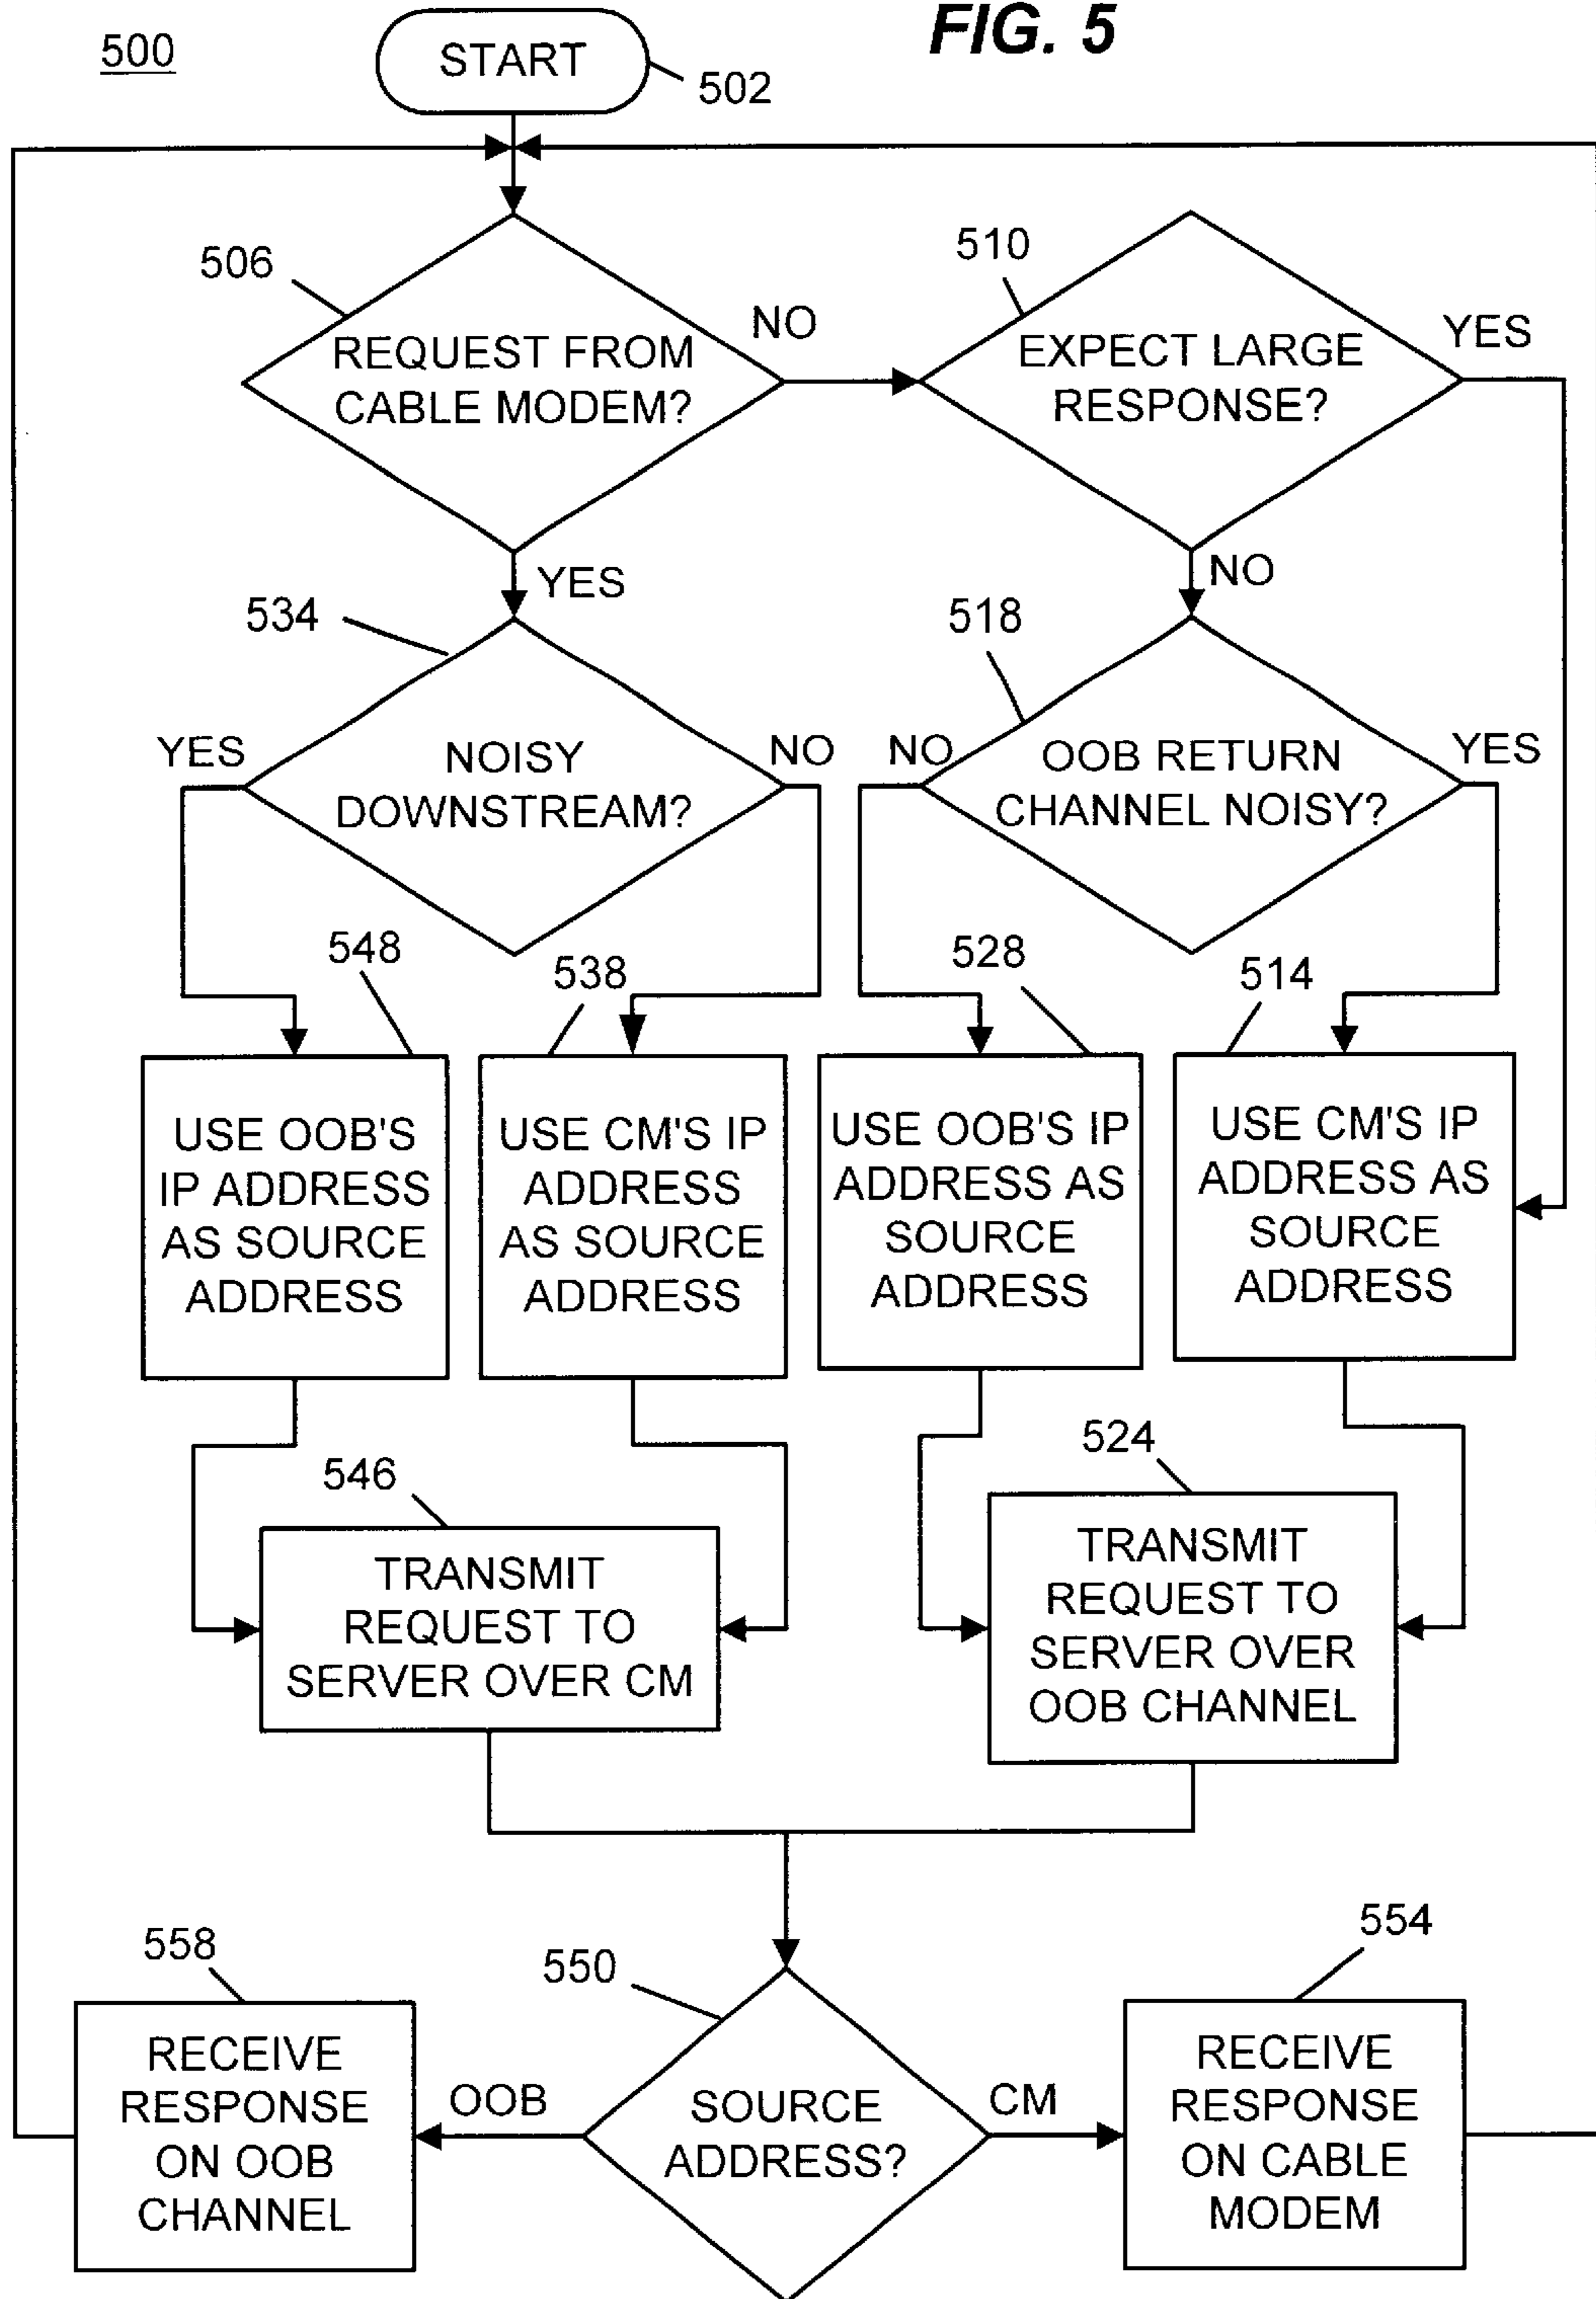 FIG. 5
500
START
502
506
REQUEST FROM
CABLE MODEM?
NO
YES
510
EXPECT LARGE
RESPONSE?
YES
NO
534
NOISY
DOWNSTREAM?
YES
NO
518
OOB RETURN
CHANNEL NOISY?
NO
YES
548
USE OOB'S
IP ADDRESS
AS SOURCE
ADDRESS
538
USE CM'S IP
ADDRESS
AS SOURCE
ADDRESS
528
USE OOB'S IP
ADDRESS AS
SOURCE
ADDRESS
514
USE CM'S IP
ADDRESS AS
SOURCE
ADDRESS
546
TRANSMIT
REQUEST TO
SERVER OVER CM
524
TRANSMIT
REQUEST TO
SERVER OVER
OOB CHANNEL
558
RECEIVE
RESPONSE
ON OOB
CHANNEL
OOB
550
SOURCE
ADDRESS?
CM
554
RECEIVE
RESPONSE
ON CABLE
MODEM